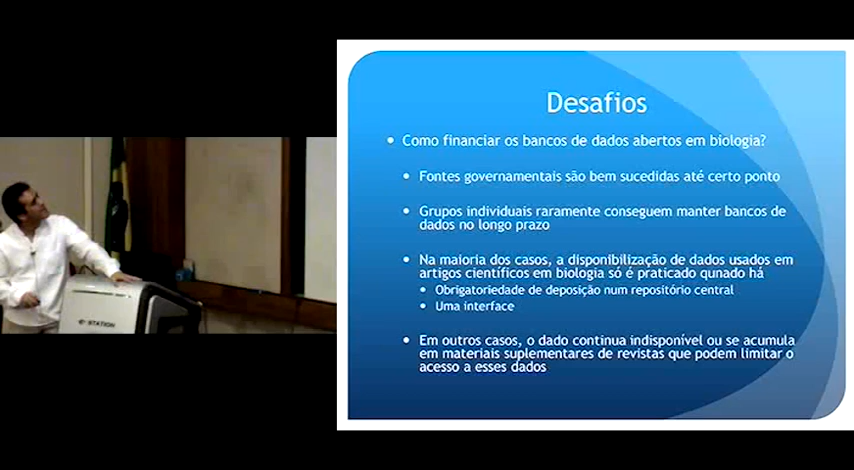 Desafios
Como financiar os bancos de dados abertos em biologia?
Fontes governamentais são bem sucedidas até certo ponto
Grupos individuais raramente conseguem manter bancos de
dados no longo prazo
Na maioria dos casos, a disponibilização de dados usados em
artigos científicos em biologia só é praticado qunado há
Obrigatoriedade de deposição num repositório central
Uma interface
Em outros casos, o dado continua indisponível ou se acumula
em materiais suplementares de revistas que podem limitar o
acesso a esses dados
STATION